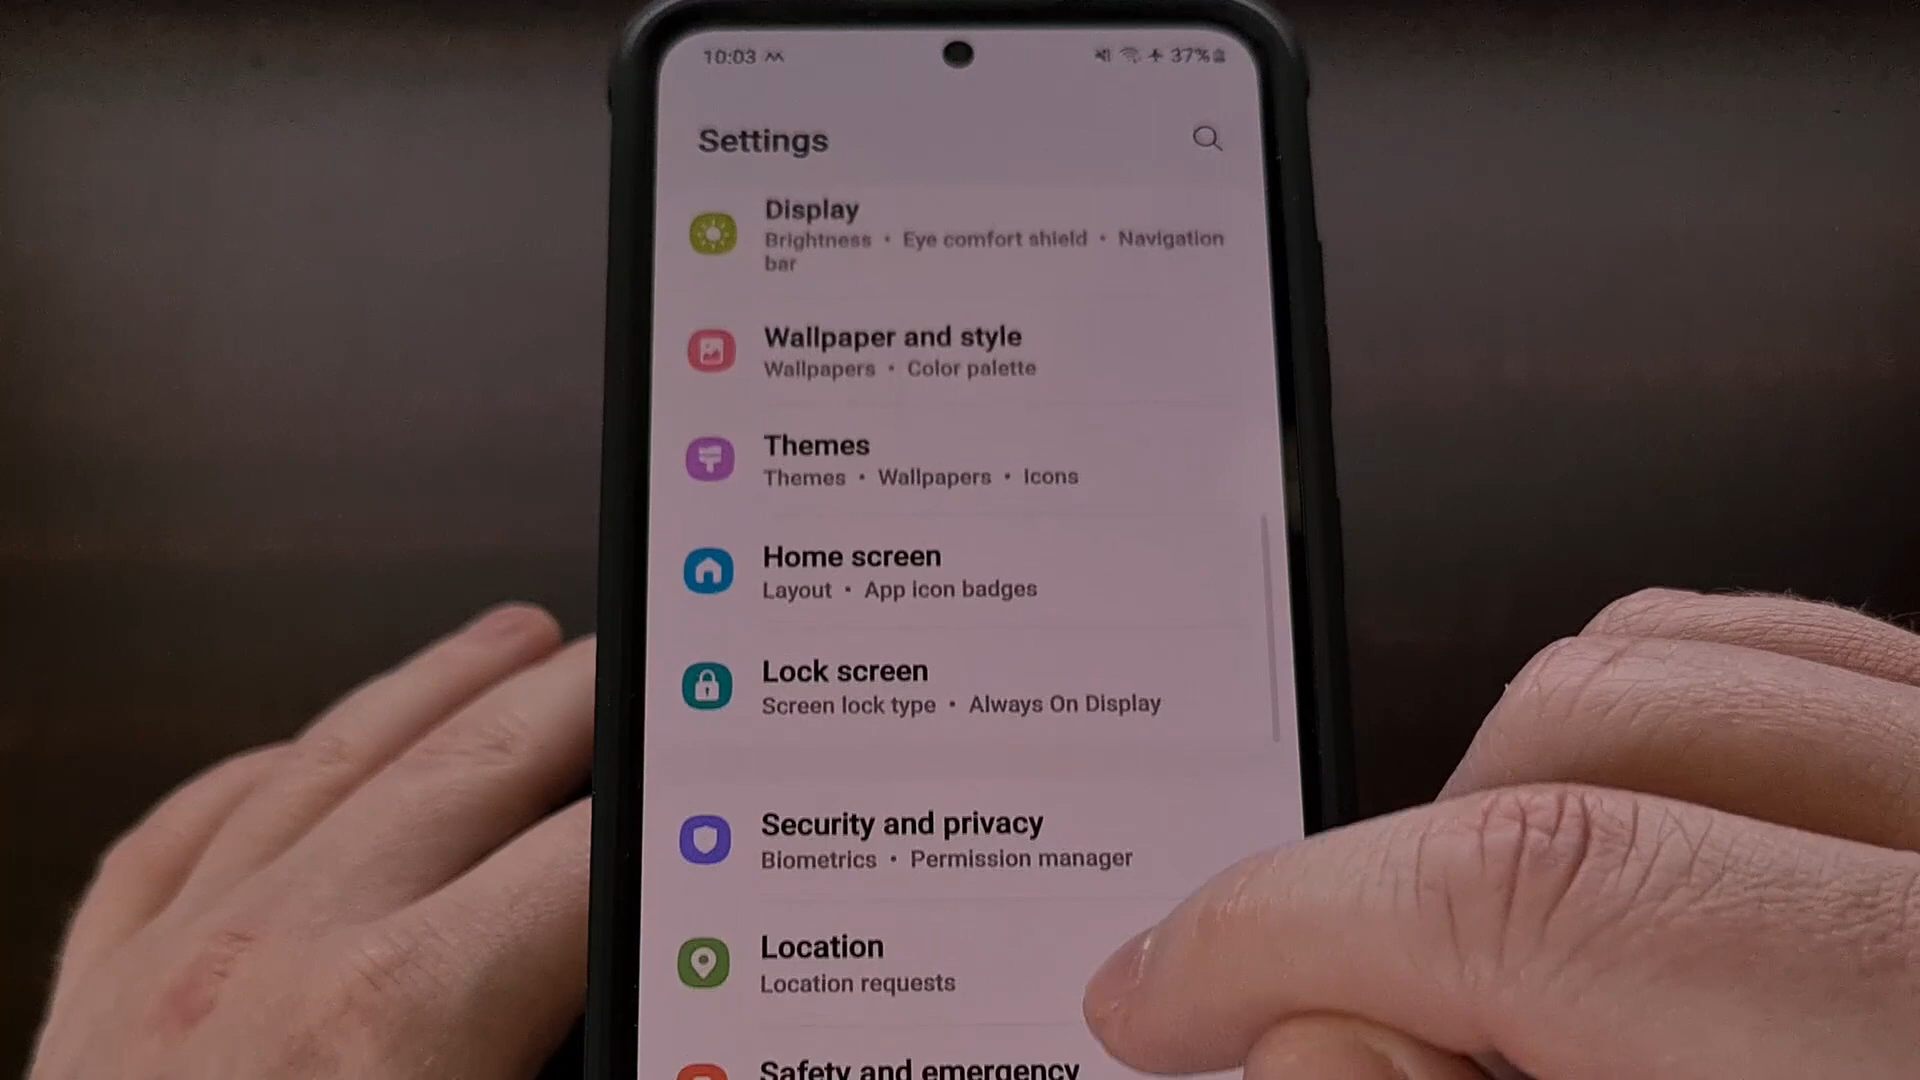 10:03
37%
Settings
Display
Brightness • Eye comfort shield • Navigation
bar
Wallpaper and style
Wallpapers • Color palette
Themes
Themes • Wallpapers • Icons
Home screen
Layout • App icon badges
Lock screen
Screen lock type • Always On Display
Security and privacy
Biometrics • Permission manager
Location
Location requests
Safety and emergency